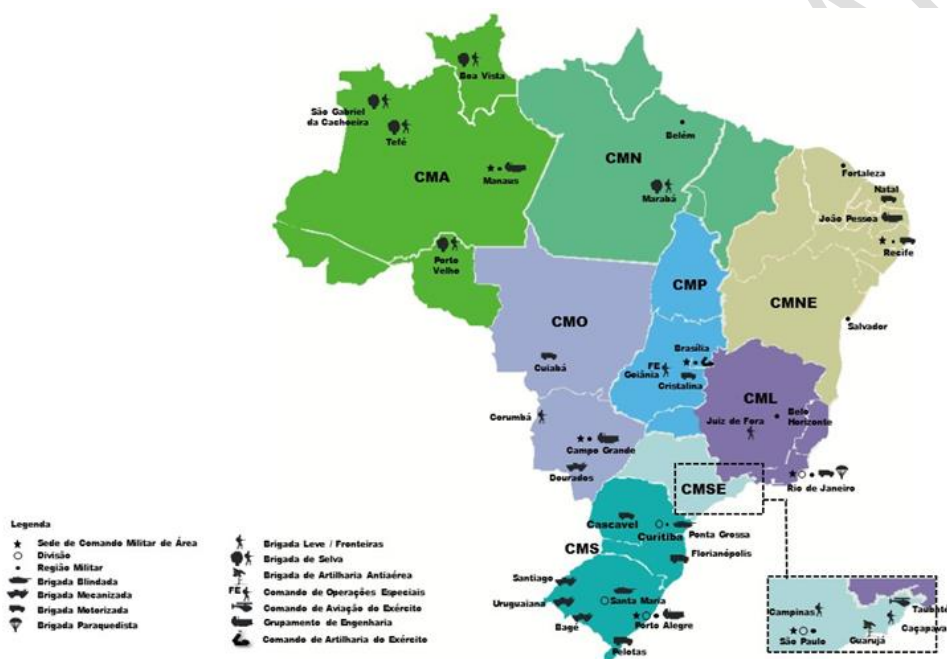 Boa Vista
São Gabriel
da Cachoeira
Tefé
CMA
Manaus
Porto
Velho
CMN
Belém
Marabá
Fortaleza
Natal
João Pessoa
Recife
CMNE
Salvador
CMP
Brasília
FE
Goiânia
Cristalina
CMO
Cuiabá
Corumbá
Campo Grande
Dourados
CML
Belo
Horizonte
Juiz de Fora
Rio de Janeiro
CMSE
CMS
Cascavel
Curitiba
Ponta Grossa
Florianópolis
Santiago
Uruguaiana
Santa Maria
Bagé
Porto Alegre
Pelotas
Campinas
São Paulo
Guarujá
Taubaté
Caçapava
Legenda
Sede de Comando Militar de Área
Divisão
Região Militar
Brigada Blindada
Brigada Mecanizada
Brigada Motorizada
Brigada Paraquedista
Brigada Leve / Fronteiras
Brigada de Selva
Brigada de Artilharia Antiaérea
FE Comando de Operações Especiais
Comando de Aviação do Exército
Grupamento de Engenharia
Comando de Artilharia do Exército